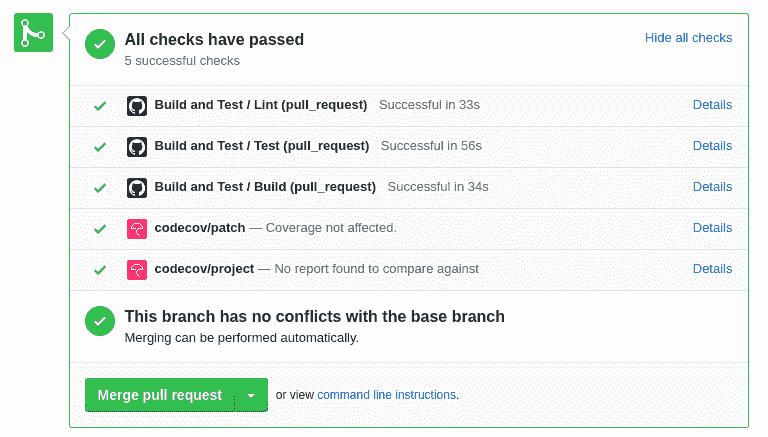 All checks have passed
Hide all checks
5 successful checks
Build and Test / Lint (pull_request) Successful in 33s Details
Build and Test / Test (pull_request) Successful in 56s Details
Build and Test / Build (pull_request) Successful in 34s Details
codecov/patch — Coverage not affected. Details
codecov/project — No report found to compare against Details
This branch has no conflicts with the base branch
Merging can be performed automatically.
Merge pull request or view command line instructions.